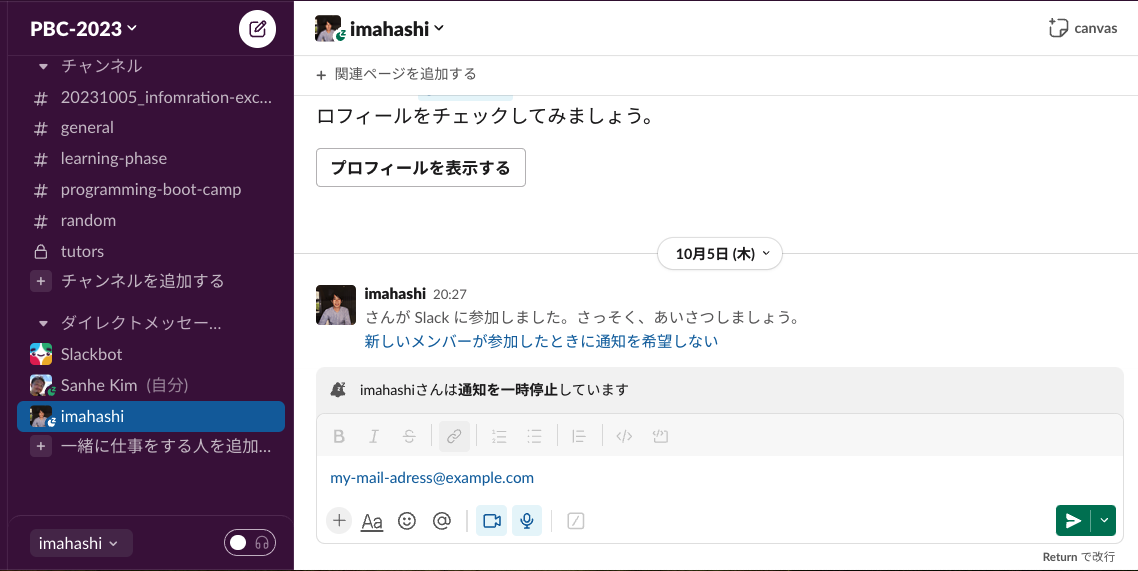 PBC-2023
チャンネル
# 20231005_infomration-exc...
# general
# learning-phase
# programming-boot-camp
# random
tutors
+ チャンネルを追加する
ダイレクトメッセー...
Slackbot
Sanhe Kim (自分)
imahashi
+ 一緒に仕事をする人を追加...
imahashi
imahashi
canvas
+ 関連ページを追加する
ロフィールをチェックしてみましょう。
プロフィールを表示する
10月5日 (木)
imahashi 20:27
さんが Slack に参加しました。さっそく、あいさつしましょう。
新しいメンバーが参加したときに通知を希望しない
imahashiさんは通知を一時停止しています
B I S
my-mail-adress@example.com
+ Aa @
Return で改行